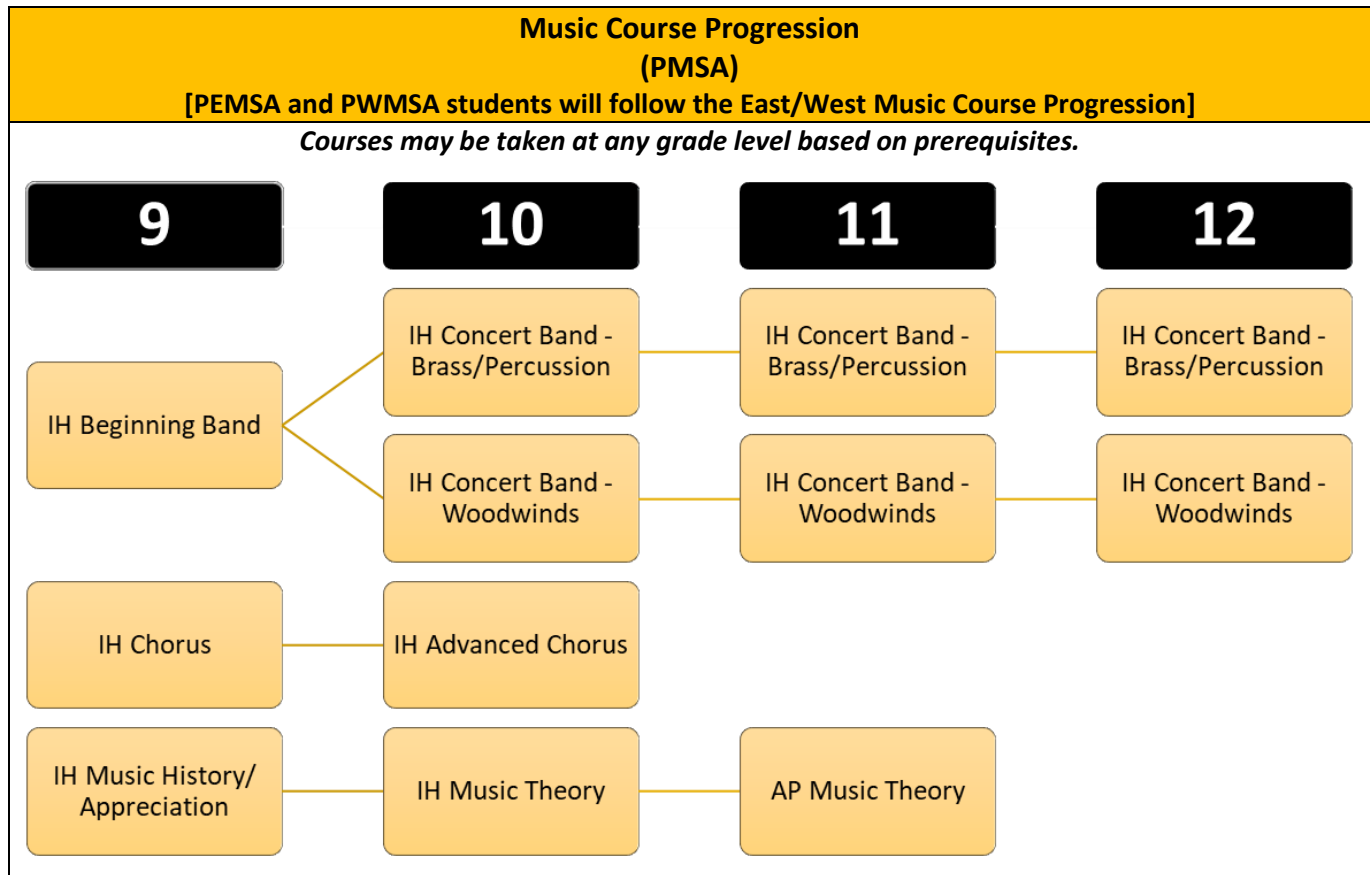 Music Course Progression
(PMSA)
[PEMSA and PWMSA students will follow the East/West Music Course Progression]
Courses may be taken at any grade level based on prerequisites.
9
10
11
12
IH Beginning Band
IH Concert Band -
Brass/Percussion
IH Concert Band -
Brass/Percussion
IH Concert Band -
Brass/Percussion
IH Concert Band -
Woodwinds
IH Concert Band -
Woodwinds
IH Concert Band -
Woodwinds
IH Chorus
IH Advanced Chorus
IH Music History/
Appreciation
IH Music Theory
AP Music Theory